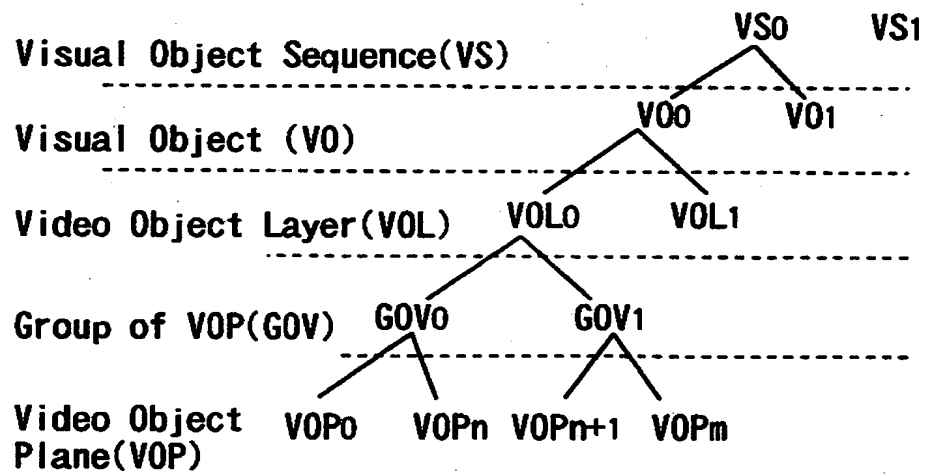 VS0 VS1
Visual Object Sequence(VS)
VO0 VO1
Visual Object (VO)
VOL0 VOL1
Video Object Layer(VOL)
GOV0 GOV1
Group of VOP(GOV)
Video Object VOP0 VOPn VOPn+1 VOPm
Plane(VOP)